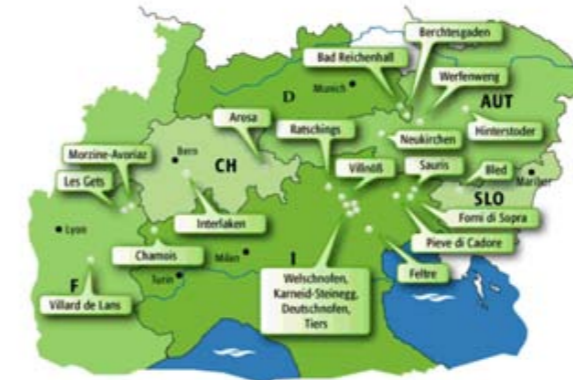 Berchtesgaden
Bad Reichenhall
Werfenweng
Munich
D
AUT
Arosa
Ratschings
Neukirchen
Hinterstoder
Morzine-Avoriaz
Bern
CH
Villnöß
Sauris
Bled
Maribor
Les Gets
SLO
Lyon
Interlaken
Forni di Sopra
Chamois
Milan
I
Pieve di Cadore
Turin
Feltre
F
Villard de Lans
Welschnofen,
Karneid-Steinegg,
Deutschnofen,
Tiers